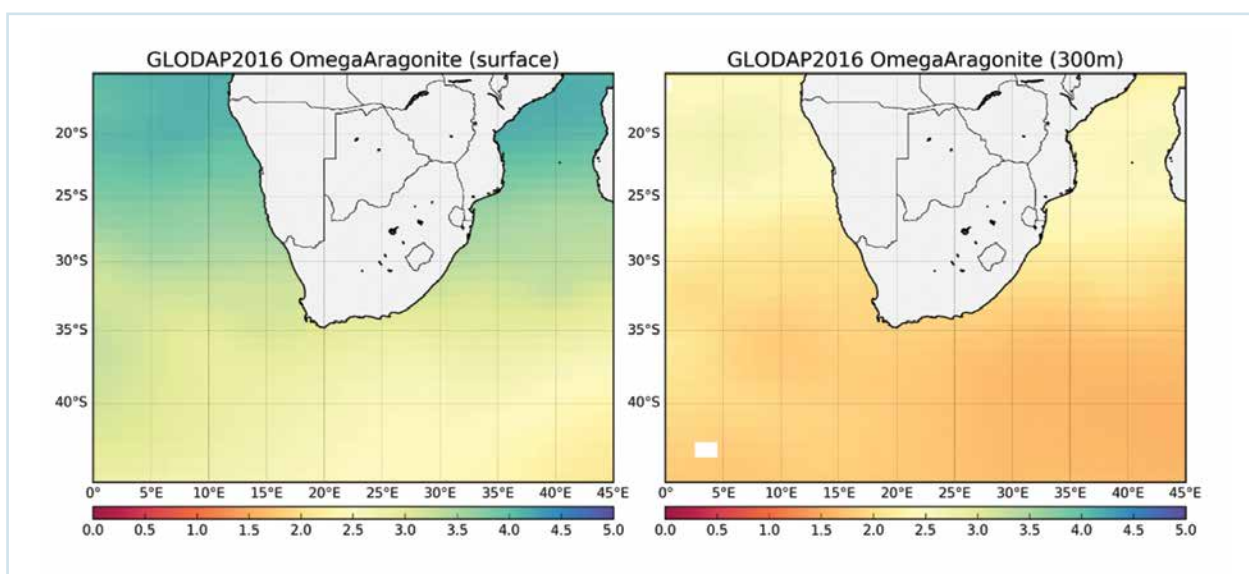 GLODAP2016 OmegaAragonite (surface)
20°S
25°S
30°S
35°S
40°S
0° 5°E 10°E 15°E 20°E 25°E 30°E 35°E 40°E 45°E
0.0 0.5 1.0 1.5 2.0 2.5 3.0 3.5 4.0 4.5 5.0
GLODAP2016 OmegaAragonite (300m)
20°S
25°S
30°S
35°S
40°S
0° 5°E 10°E 15°E 20°E 25°E 30°E 35°E 40°E 45°E
0.0 0.5 1.0 1.5 2.0 2.5 3.0 3.5 4.0 4.5 5.0